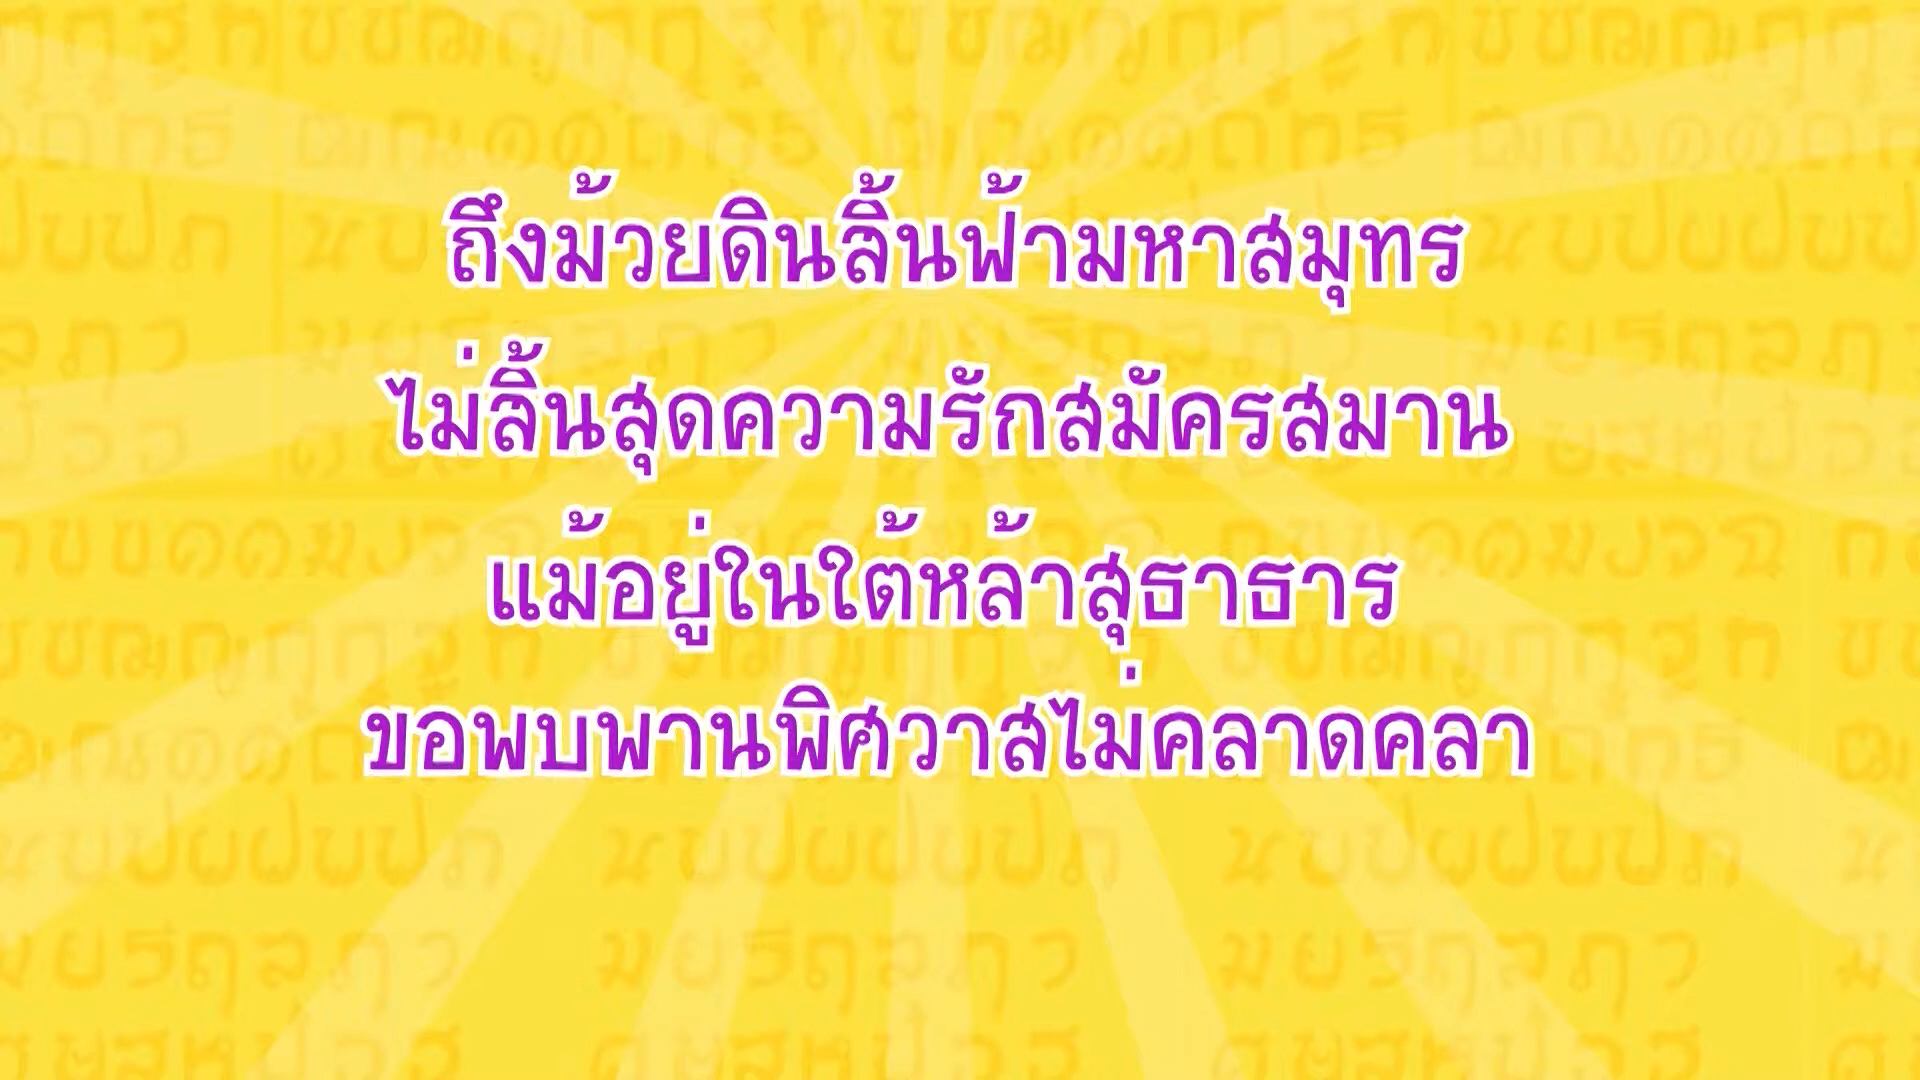 ถึงม้วยดินสิ้นฟ้ามหาสมุทร
ไม่สิ้นสุดความรักสมัครสมาน
แม้อยู่ในใต้หล้าสุธาธาร
ขอพบพานพิศวาสไม่คลาดคลา